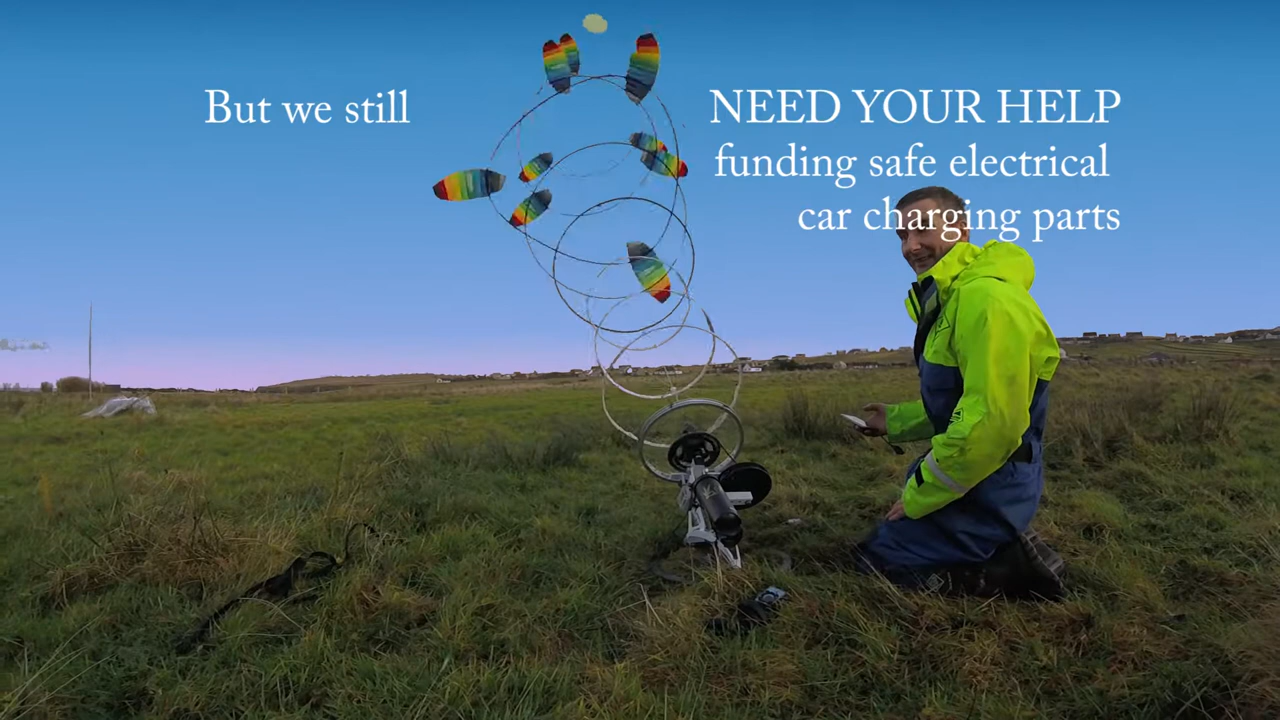 But we still
NEED YOUR HELP
funding safe electrical
car charging parts